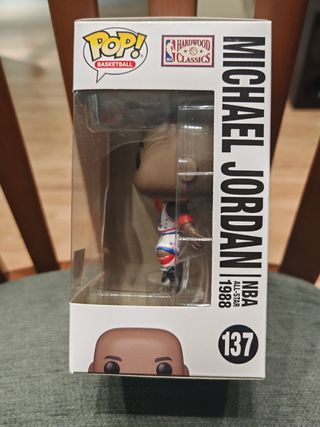 POP!
BASKETBALL
HARDWOOD
CLASSICS
MICHAEL JORDAN
NBA
ALL-STAR
1988
137